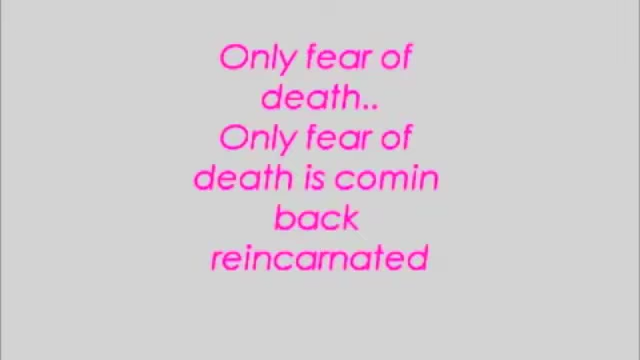 Only fear of
death..
Only fear of
death is comin
back
reincarnated